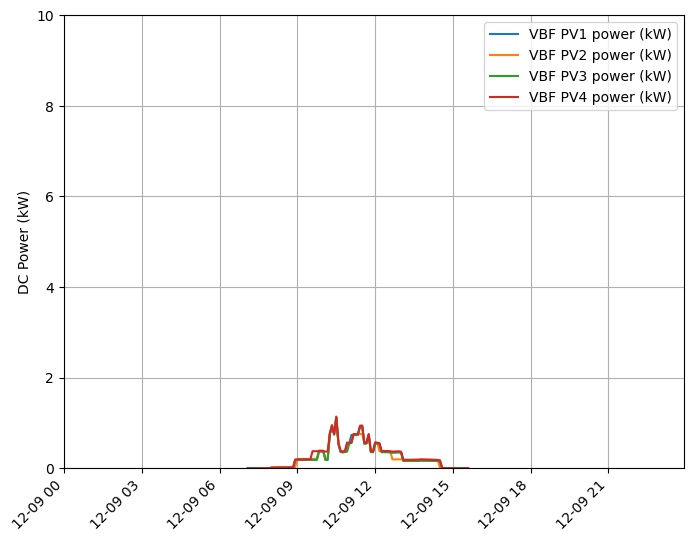 10
8
6
4
2
0
DC Power (kW)
VBF PV1 power (kW)
VBF PV2 power (kW)
VBF PV3 power (kW)
VBF PV4 power (kW)
12-09 00
12-09 03
12-09 06
12-09 09
12-09 12
12-09 15
12-09 18
12-09 21